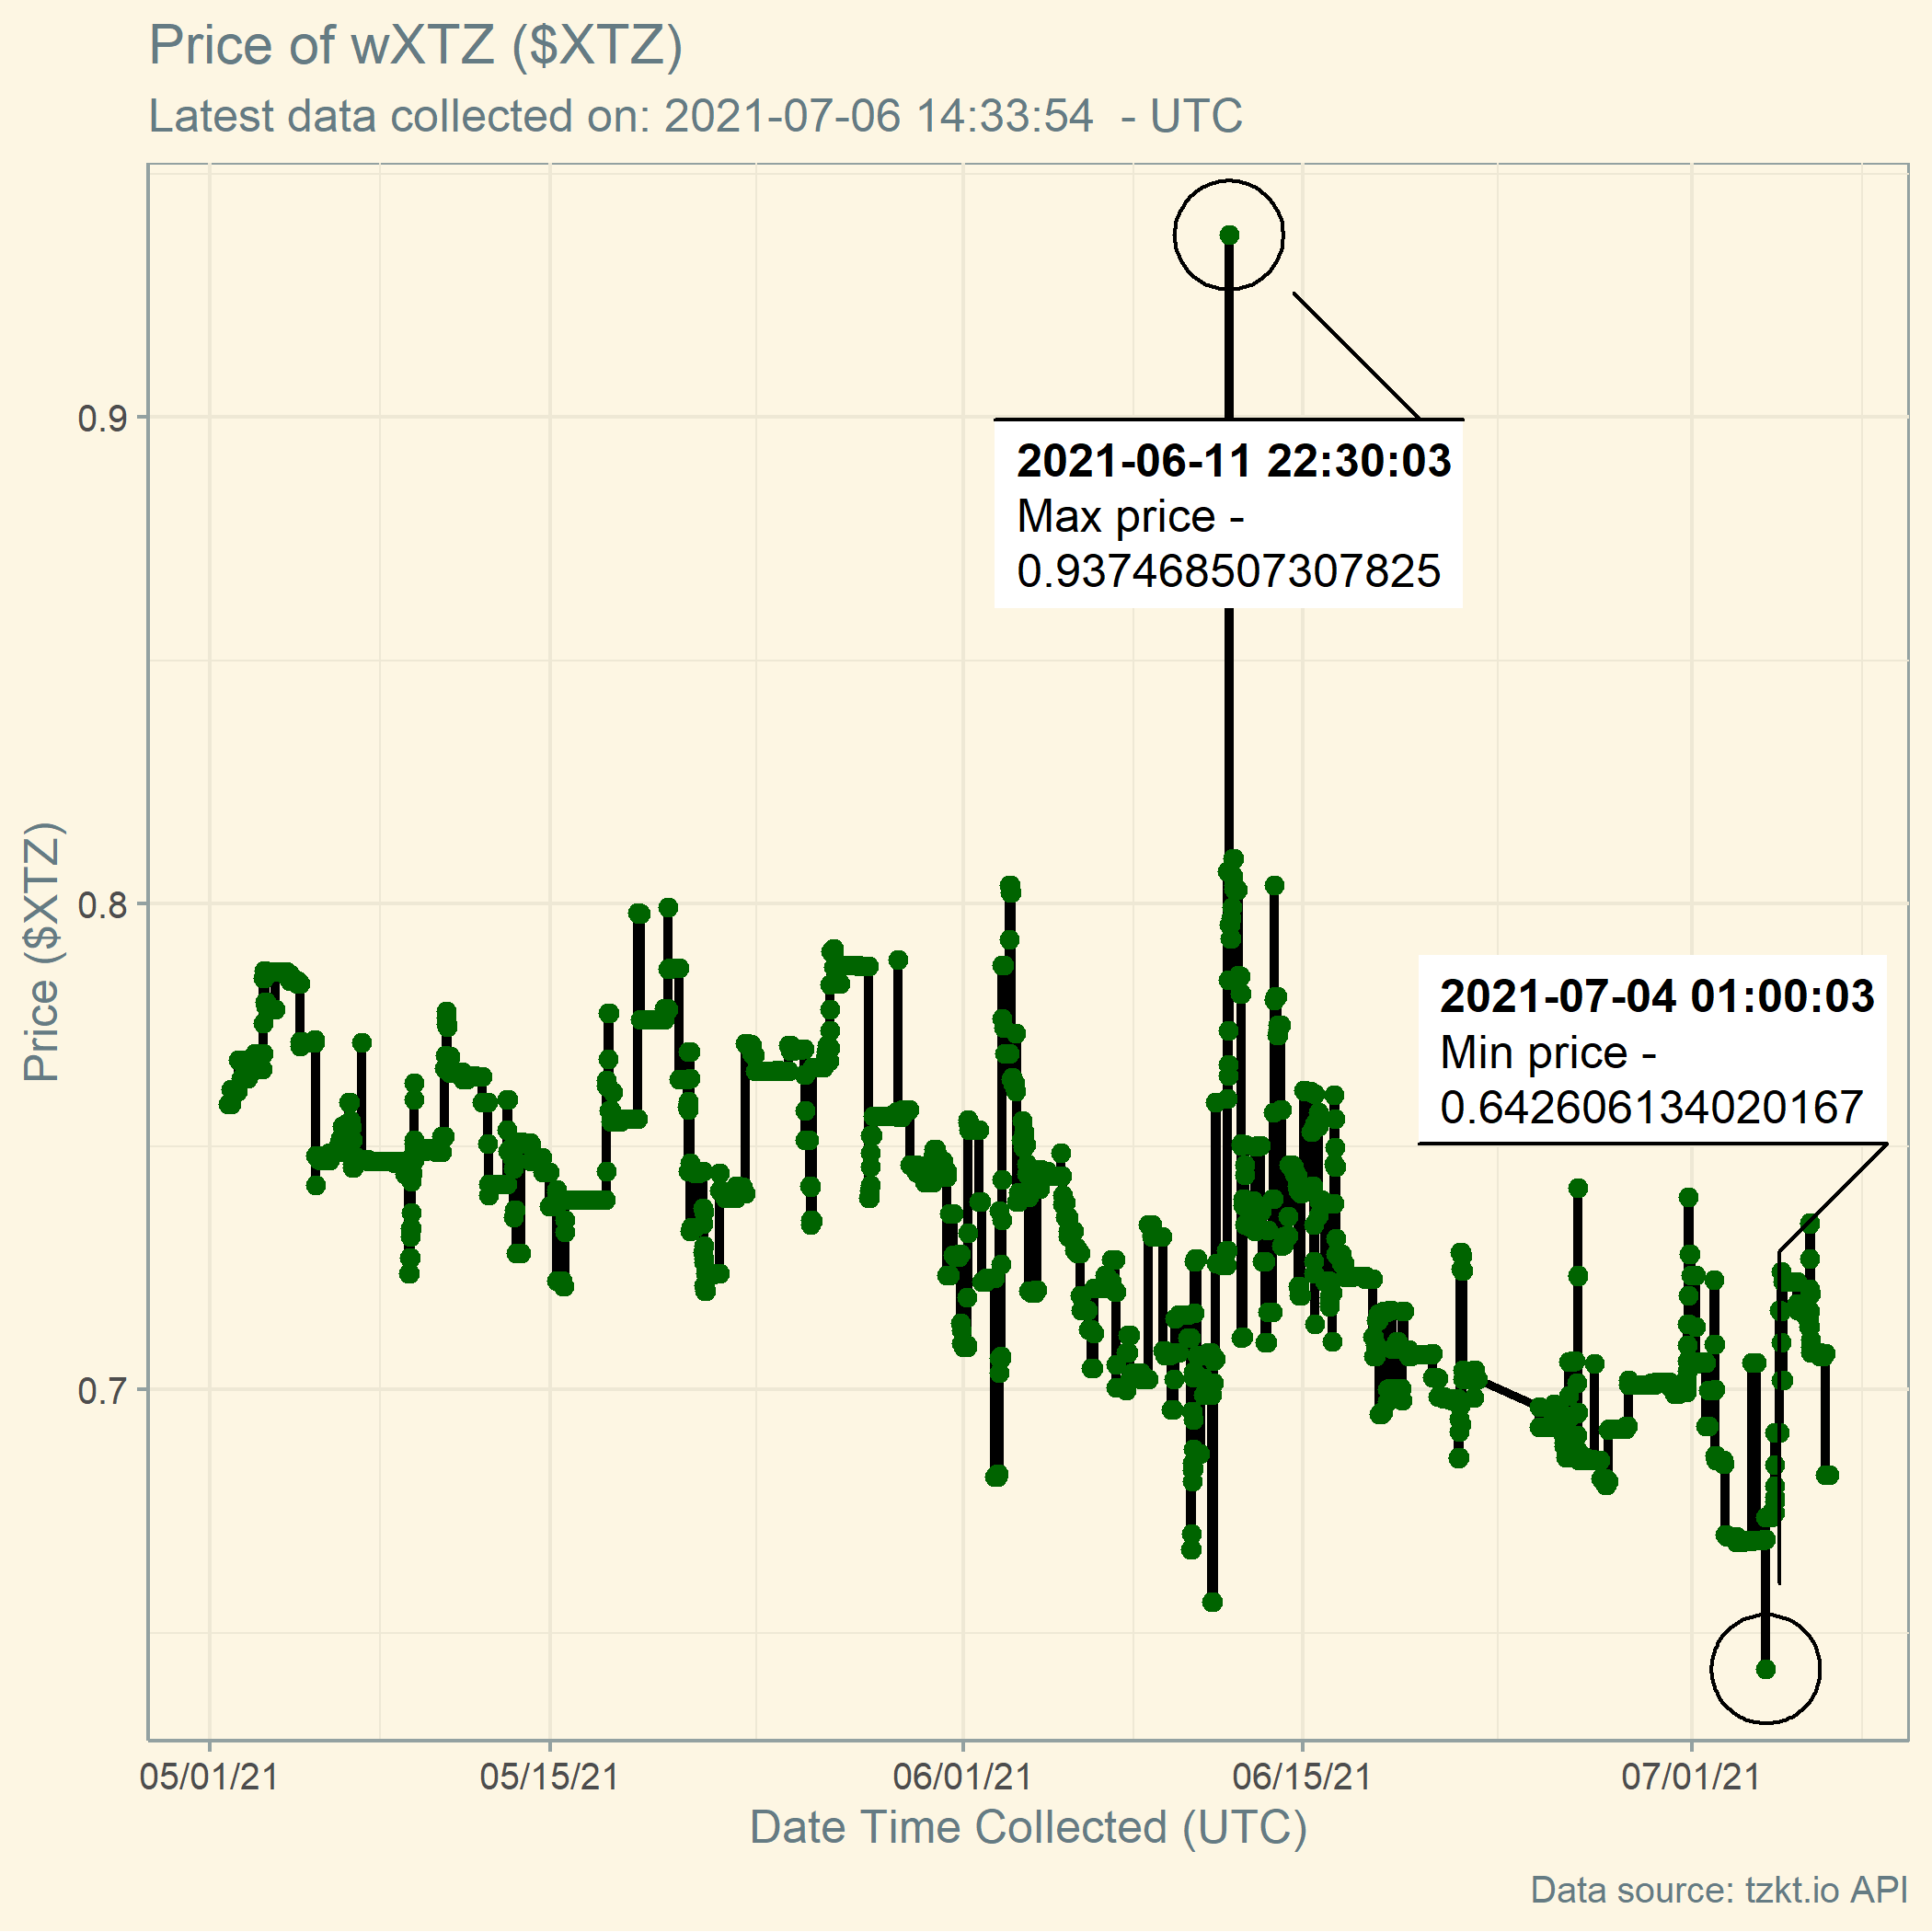 Price of wXTZ ($XTZ)
Latest data collected on: 2021-07-06 14:33:54  - UTC
Price ($XTZ)
0.9
0.8
0.7
2021-06-11 22:30:03
Max price -
0.937468507307825
2021-07-04 01:00:03
Min price -
0.642606134020167
05/01/21
05/15/21
06/01/21
06/15/21
07/01/21
Date Time Collected (UTC)
Data source: tzkt.io API